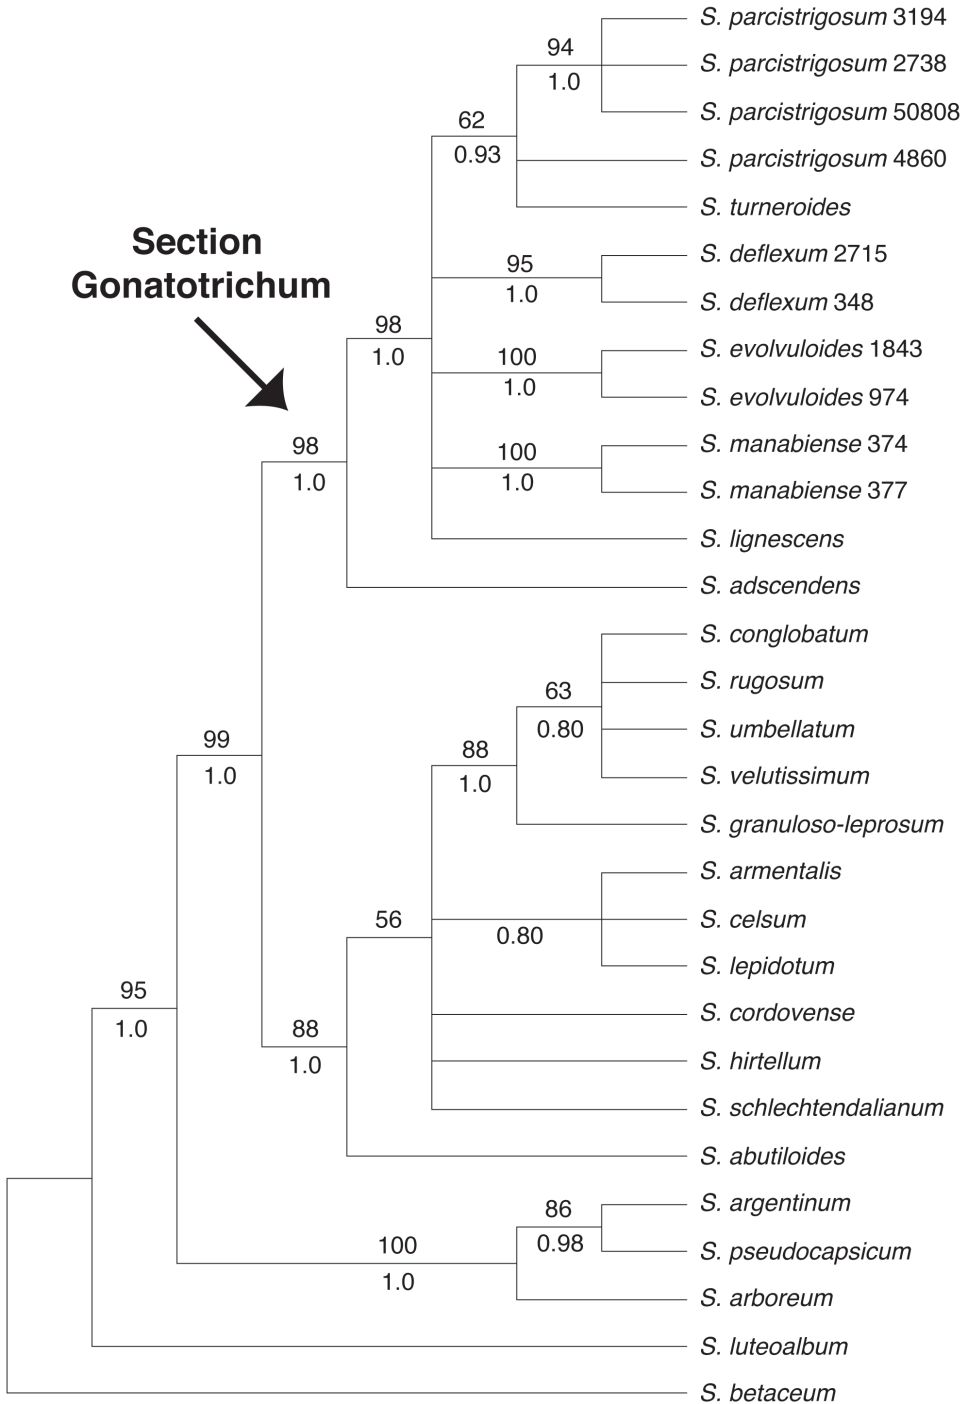 S. parcistrigosum 3194
94
S. parcistrigosum 2738
1.0
S. parcistrigosum 50808
62
0.93
S. parcistrigosum 4860
S. turneroides
Section
Gonatotrichum
S. deflexum 2715
95
1.0
S. deflexum 348
98
1.0
S. evolvuloides 1843
100
1.0
S. evolvuloides 974
98
1.0
S. manabiense 374
100
1.0
S. manabiense 377
S. lignescens
S. adscendens
S. conglobatum
S. rugosum
63
0.80
S. umbellatum
99
1.0
88
1.0
S. velutissimum
S. granuloso-leprosum
S. armentalis
56
S. celsum
0.80
S. lepidotum
95
1.0
S. cordovense
88
1.0
S. hirtellum
S. schlechtendalianum
S. abutiloides
S. argentinum
86
0.98
S. pseudocapsicum
100
1.0
S. arboreum
S. luteoalbum
S. betaceum